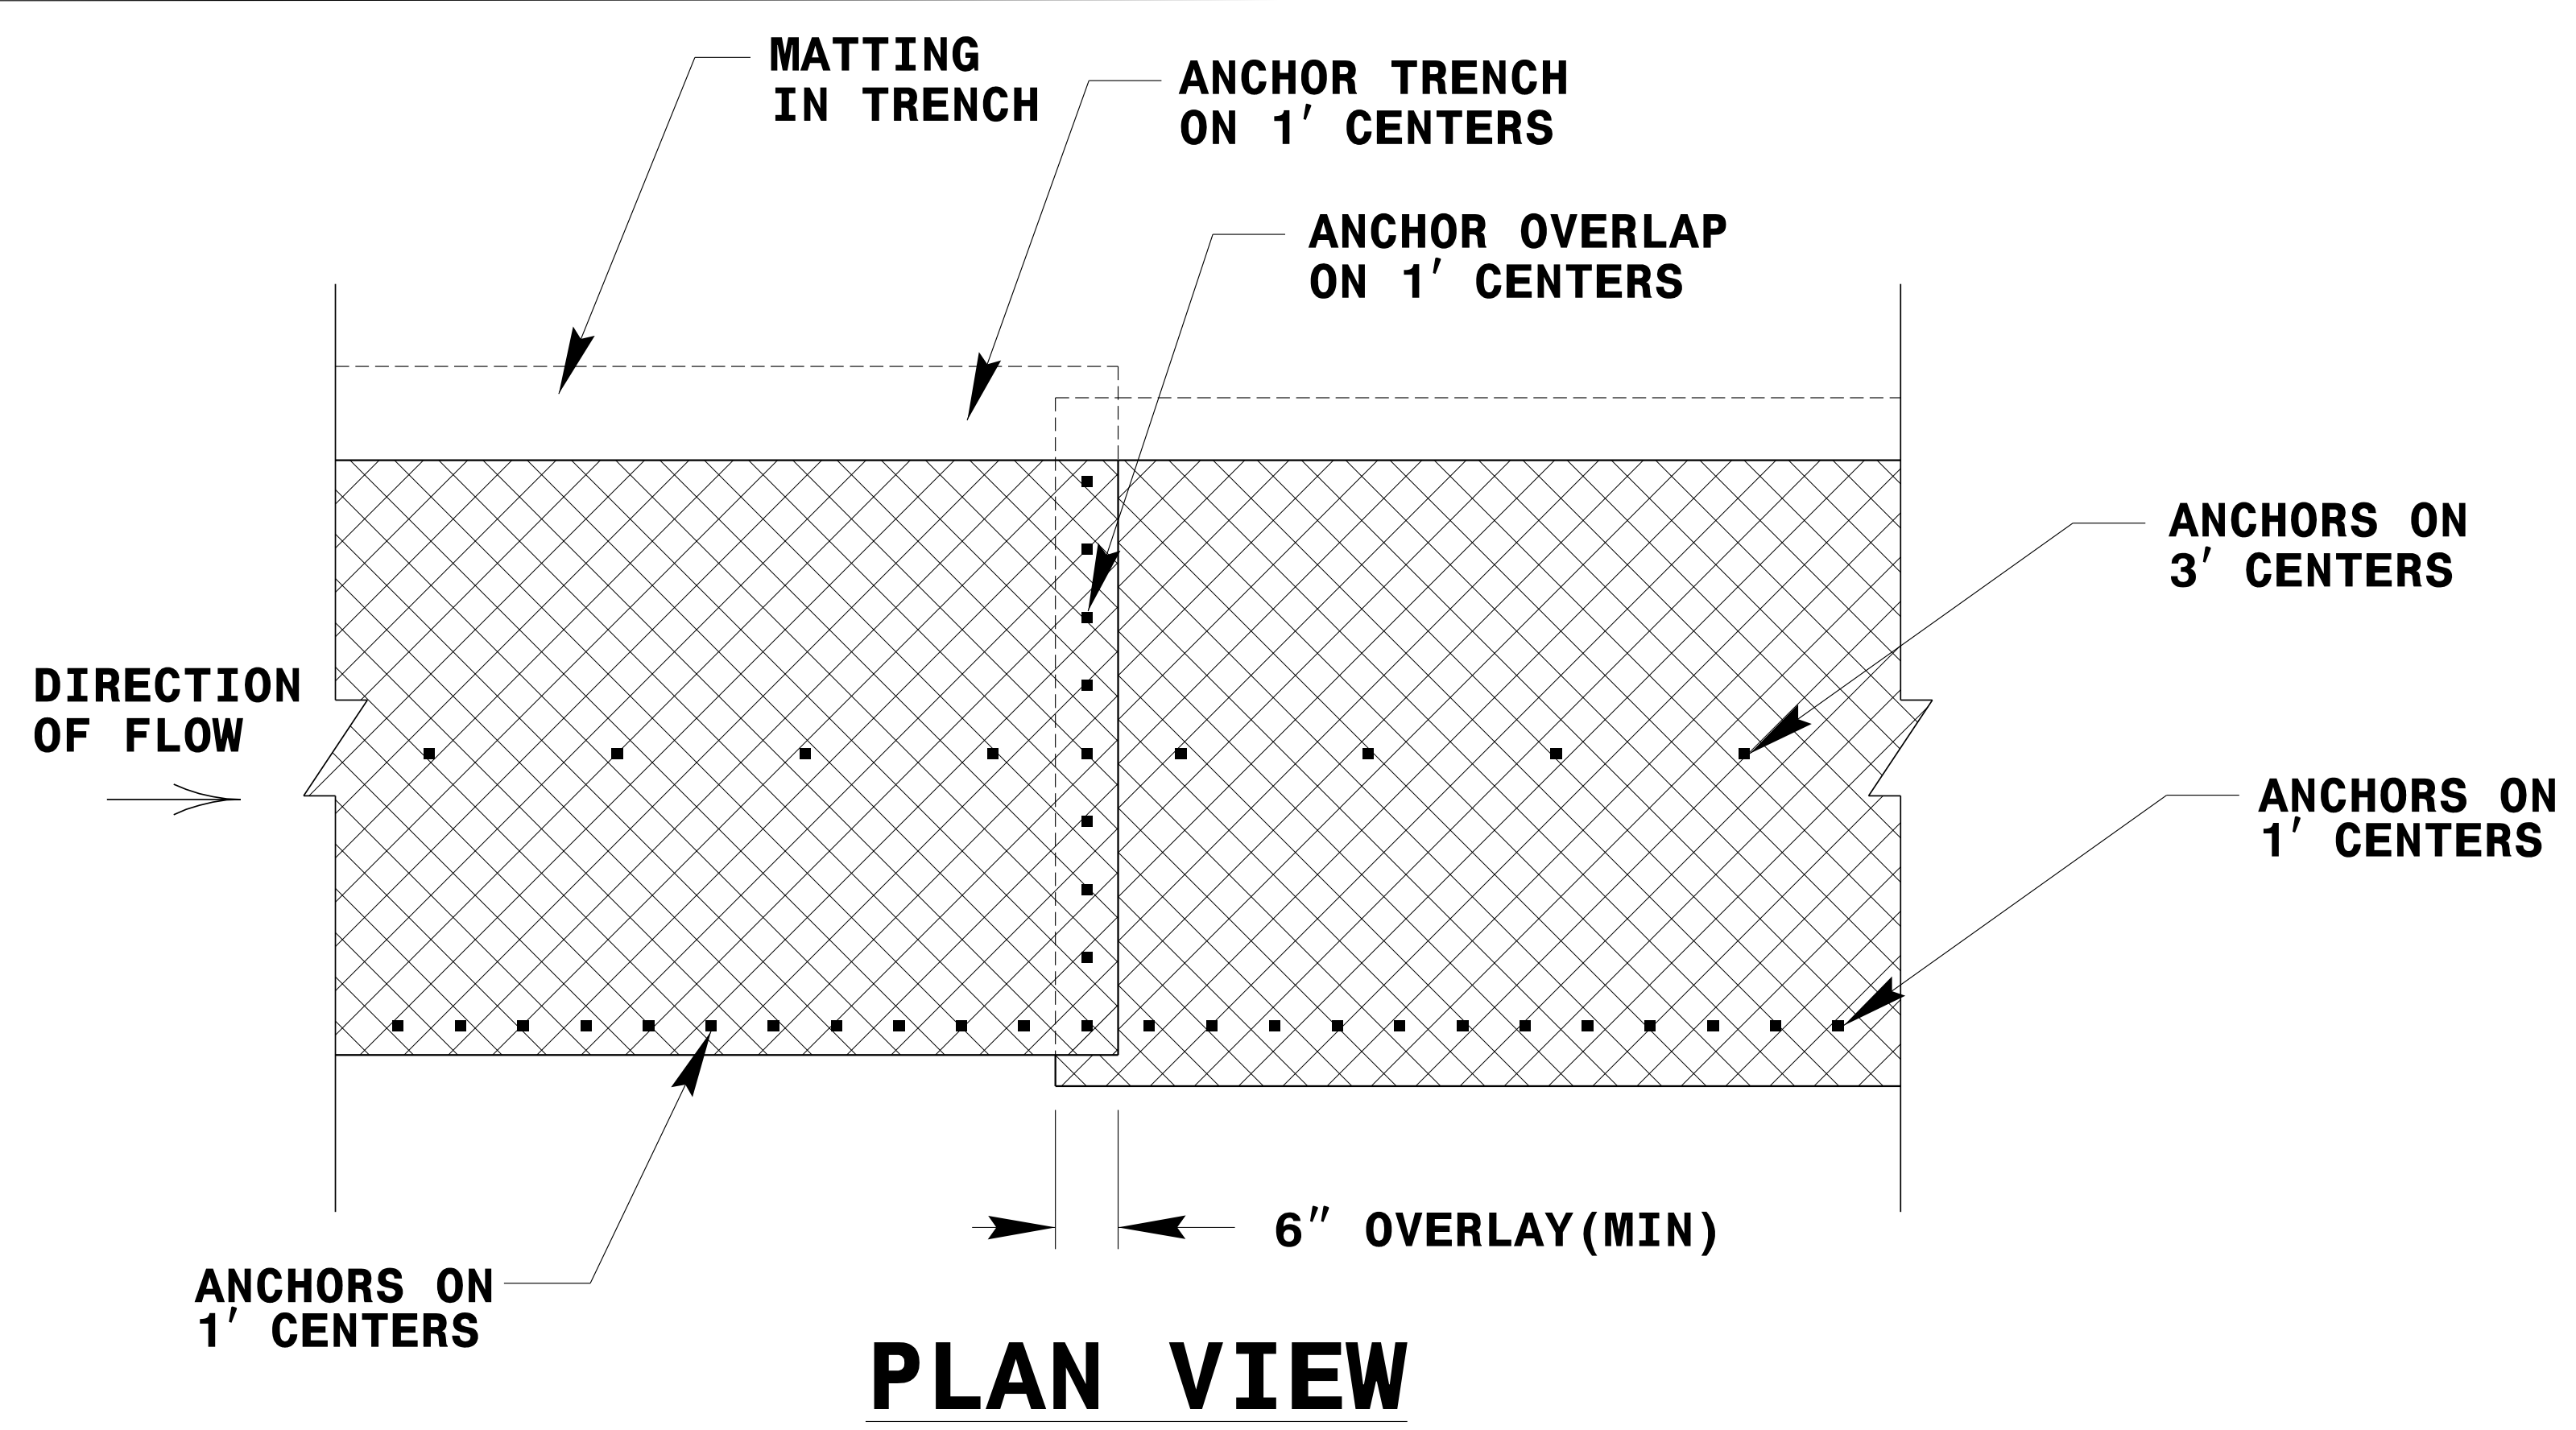 MATTING
IN TRENCH
ANCHOR TRENCH
ON 1' CENTERS
ANCHOR OVERLAP
ON 1' CENTERS
ANCHORS ON
3' CENTERS
DIRECTION
OF FLOW
ANCHORS ON
1' CENTERS
6" OVERLAY(MIN)
ANCHORS ON
1' CENTERS
PLAN VIEW